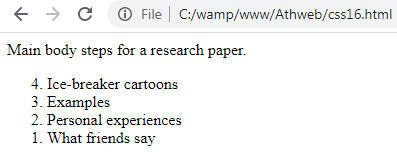 File | C:/wamp/www/Athweb/css16.html
Main body steps for a research paper.
4. Ice-breaker cartoons
3. Examples
2. Personal experiences
1. What friends say